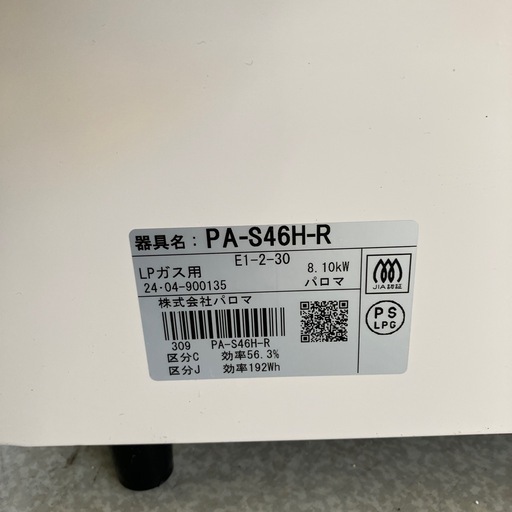 器具名： PA-S46H-R
E1-2-30
LPガス用 8.10kW
24·04-900135 パロマ
株式会社パロマ
309 PA-S46H-R
区分C 効率56.3%
区分J 効率192Wh
JIA認証
PS
LPG